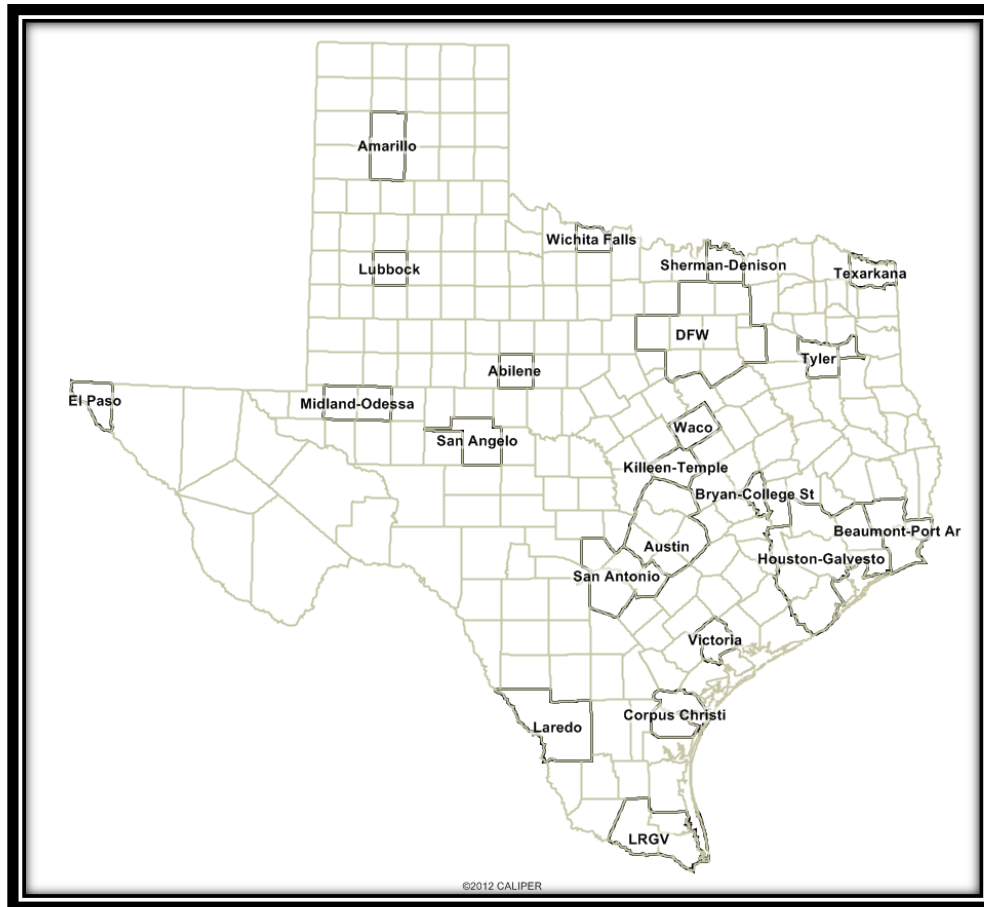 Amarillo
Wichita Falls
Sherman-Denison
Lubbock
Texarkana
DFW
Tyler
Abilene
El Paso
Midland-Odessa
Waco
San Angelo
Killeen-Temple
Bryan-College St
Beaumont-Port Ar
Austin
Houston-Galvesto
San Antonio
Victoria
Corpus Christi
Laredo
LRGV
©2012 CALIPER